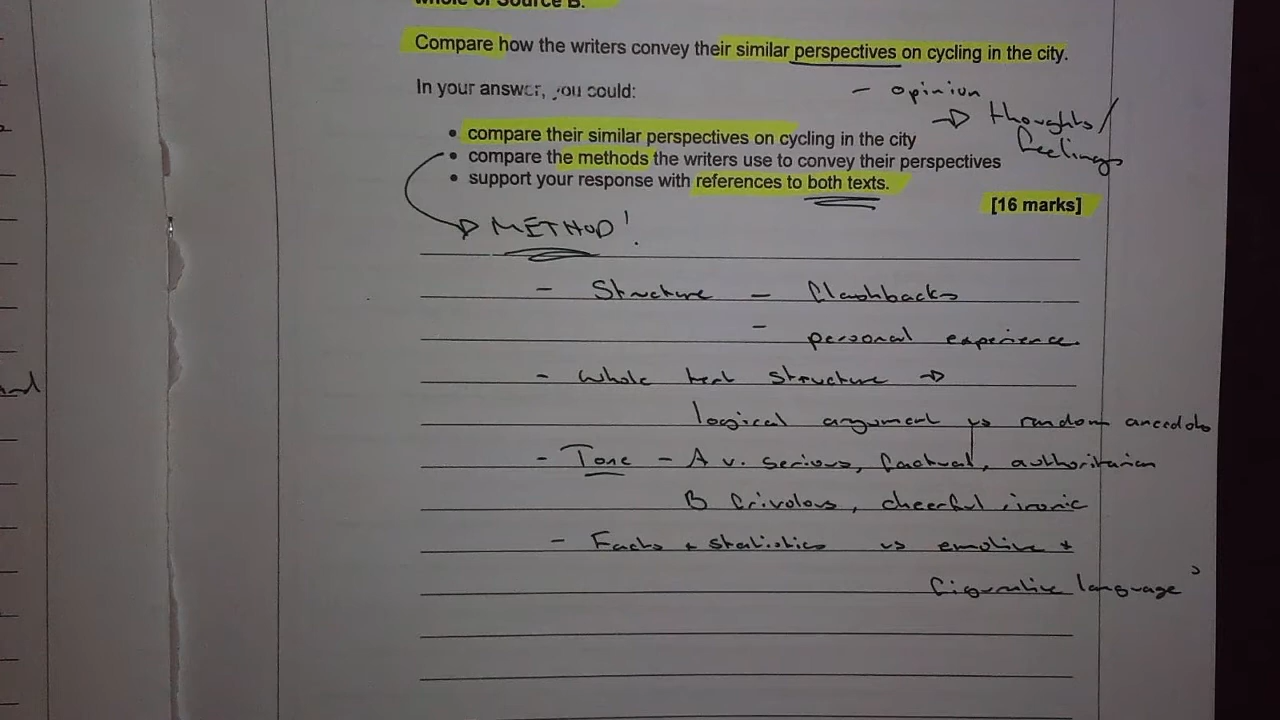 whole of Source B.
Compare how the writers convey their similar perspectives on cycling in the city.
In your answer, you could:
- opinion
→ thoughts/
feelings
• compare their similar perspectives on cycling in the city
• compare the methods the writers use to convey their perspectives
• support your response with references to both texts.
[16 marks]
→ METHOD!
- Structure - flashbacks
- personal experience.
- Whole text structure →
logical argument vs random anecdote
- Tone - A v. serious, factual, authoritarian
B frivolous, cheerful, ironic
- Facts + statistics vs emotive +
figurative language